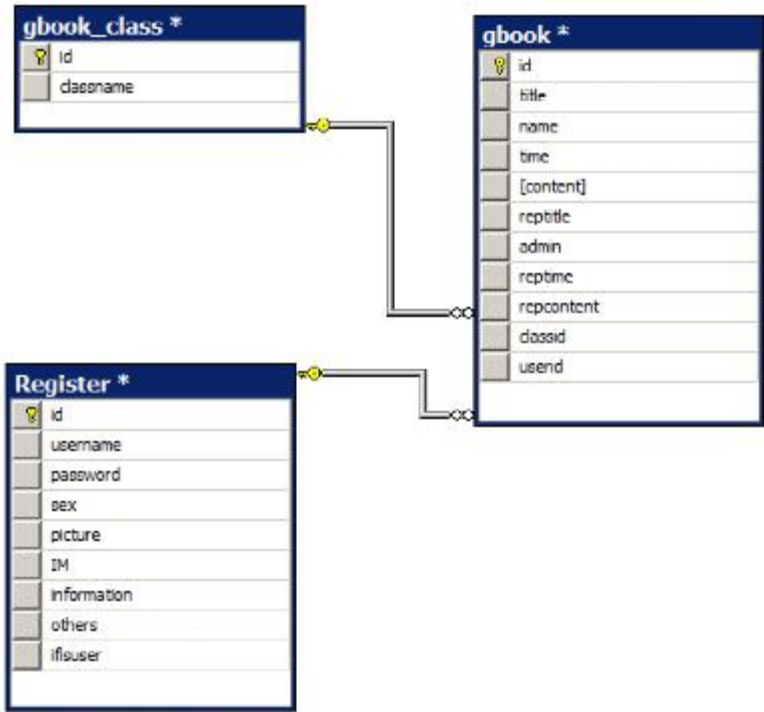 gbook_class *
id
classname
gbook *
id
title
name
time
[content]
reptitle
admin
reptime
repcontent
classid
userid
Register *
id
username
password
sex
picture
IM
information
others
ifisuser